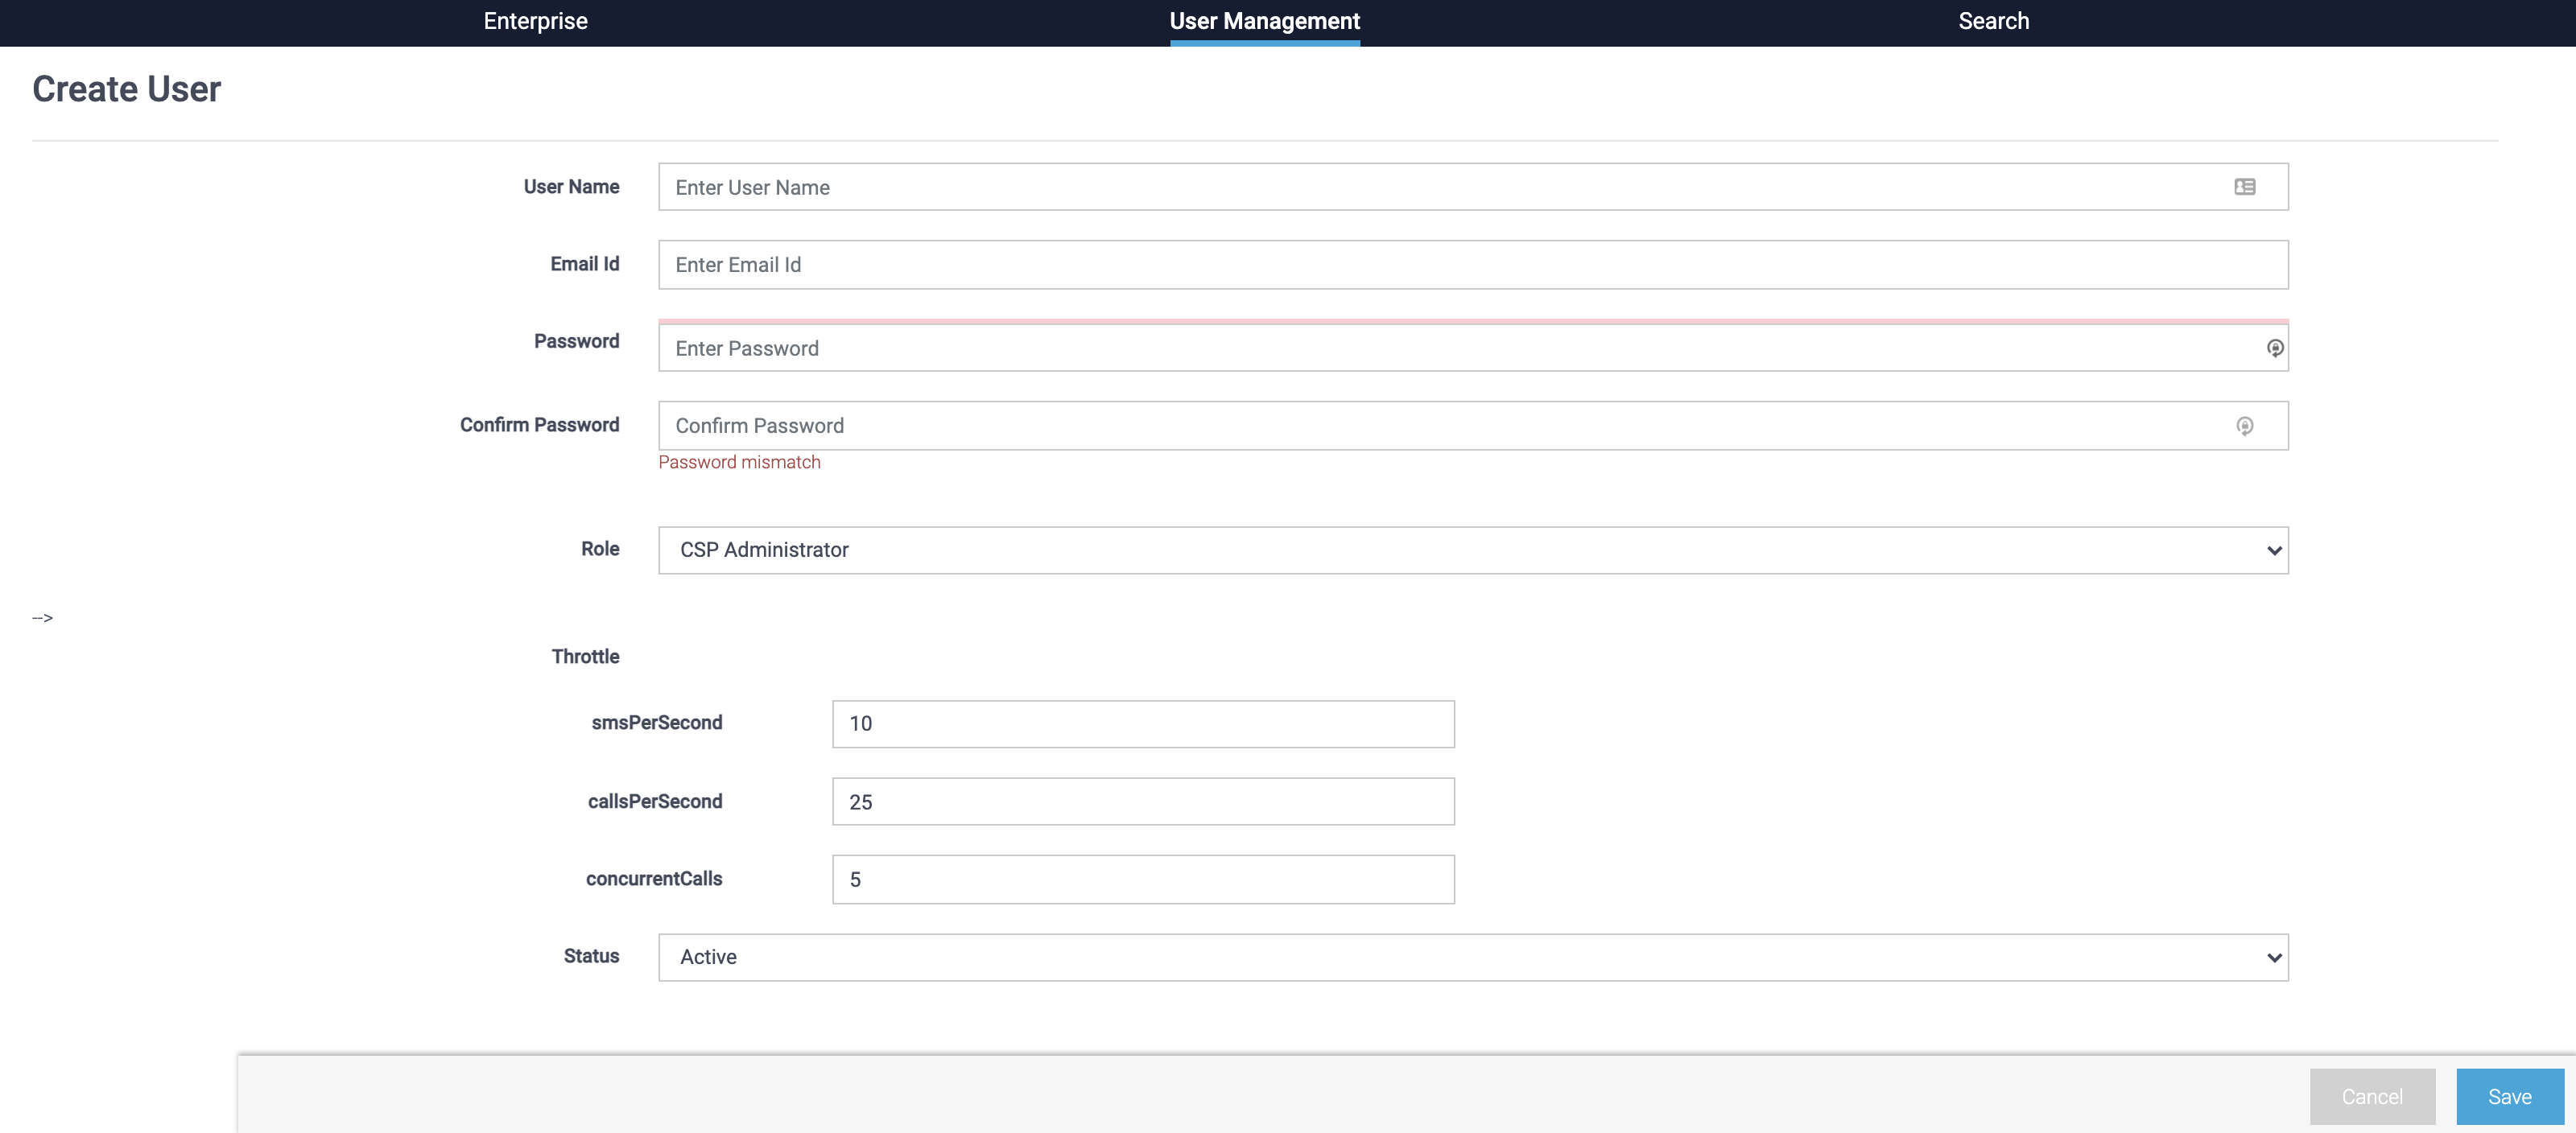 Enterprise User Management Search
Create User
User Name Enter User Name
Email Id Enter Email Id
Password Enter Password
Confirm Password Confirm Password
Password mismatch
Role CSP Administrator
-->
Throttle
smsPerSecond 10
callsPerSecond 25
concurrentCalls 5
Status Active
Cancel Save